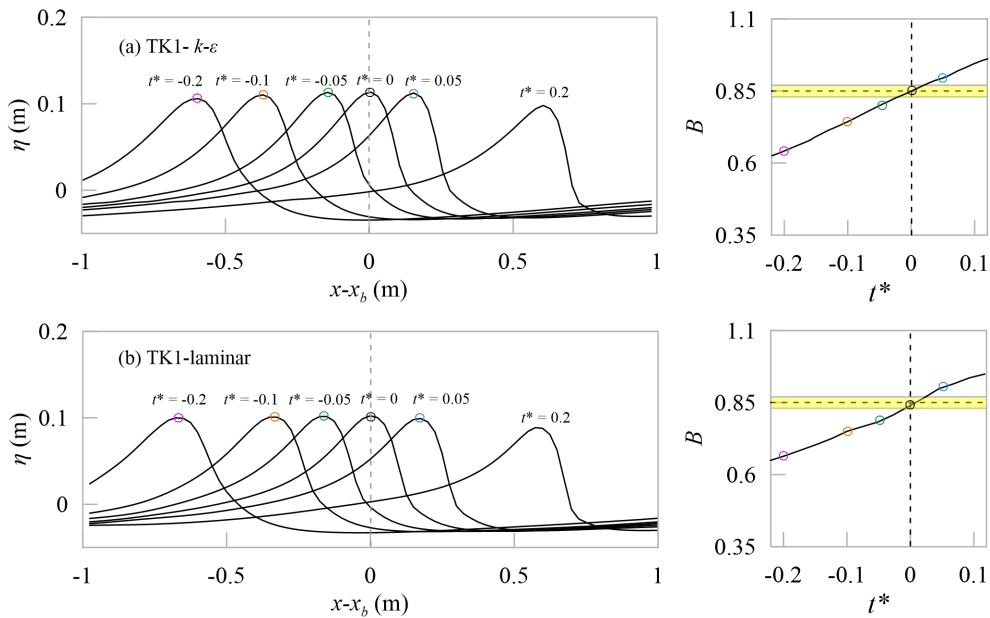 (a) TK1- k-ε
t* = -0.2 t* = -0.1 t* = -0.05 t* = 0 t* = 0.05 t* = 0.2
η (m)
0.2
0.1
0
-1 -0.5 0 0.5 1
x-x_b (m)
B
1.1
0.85
0.6
0.35
-0.2 -0.1 0 0.1
t*
(b) TK1-laminar
t* = -0.2 t* = -0.1 t* = -0.05 t* = 0 t* = 0.05 t* = 0.2
η (m)
0.2
0.1
0
-1 -0.5 0 0.5 1
x-x_b (m)
B
1.1
0.85
0.6
0.35
-0.2 -0.1 0 0.1
t*